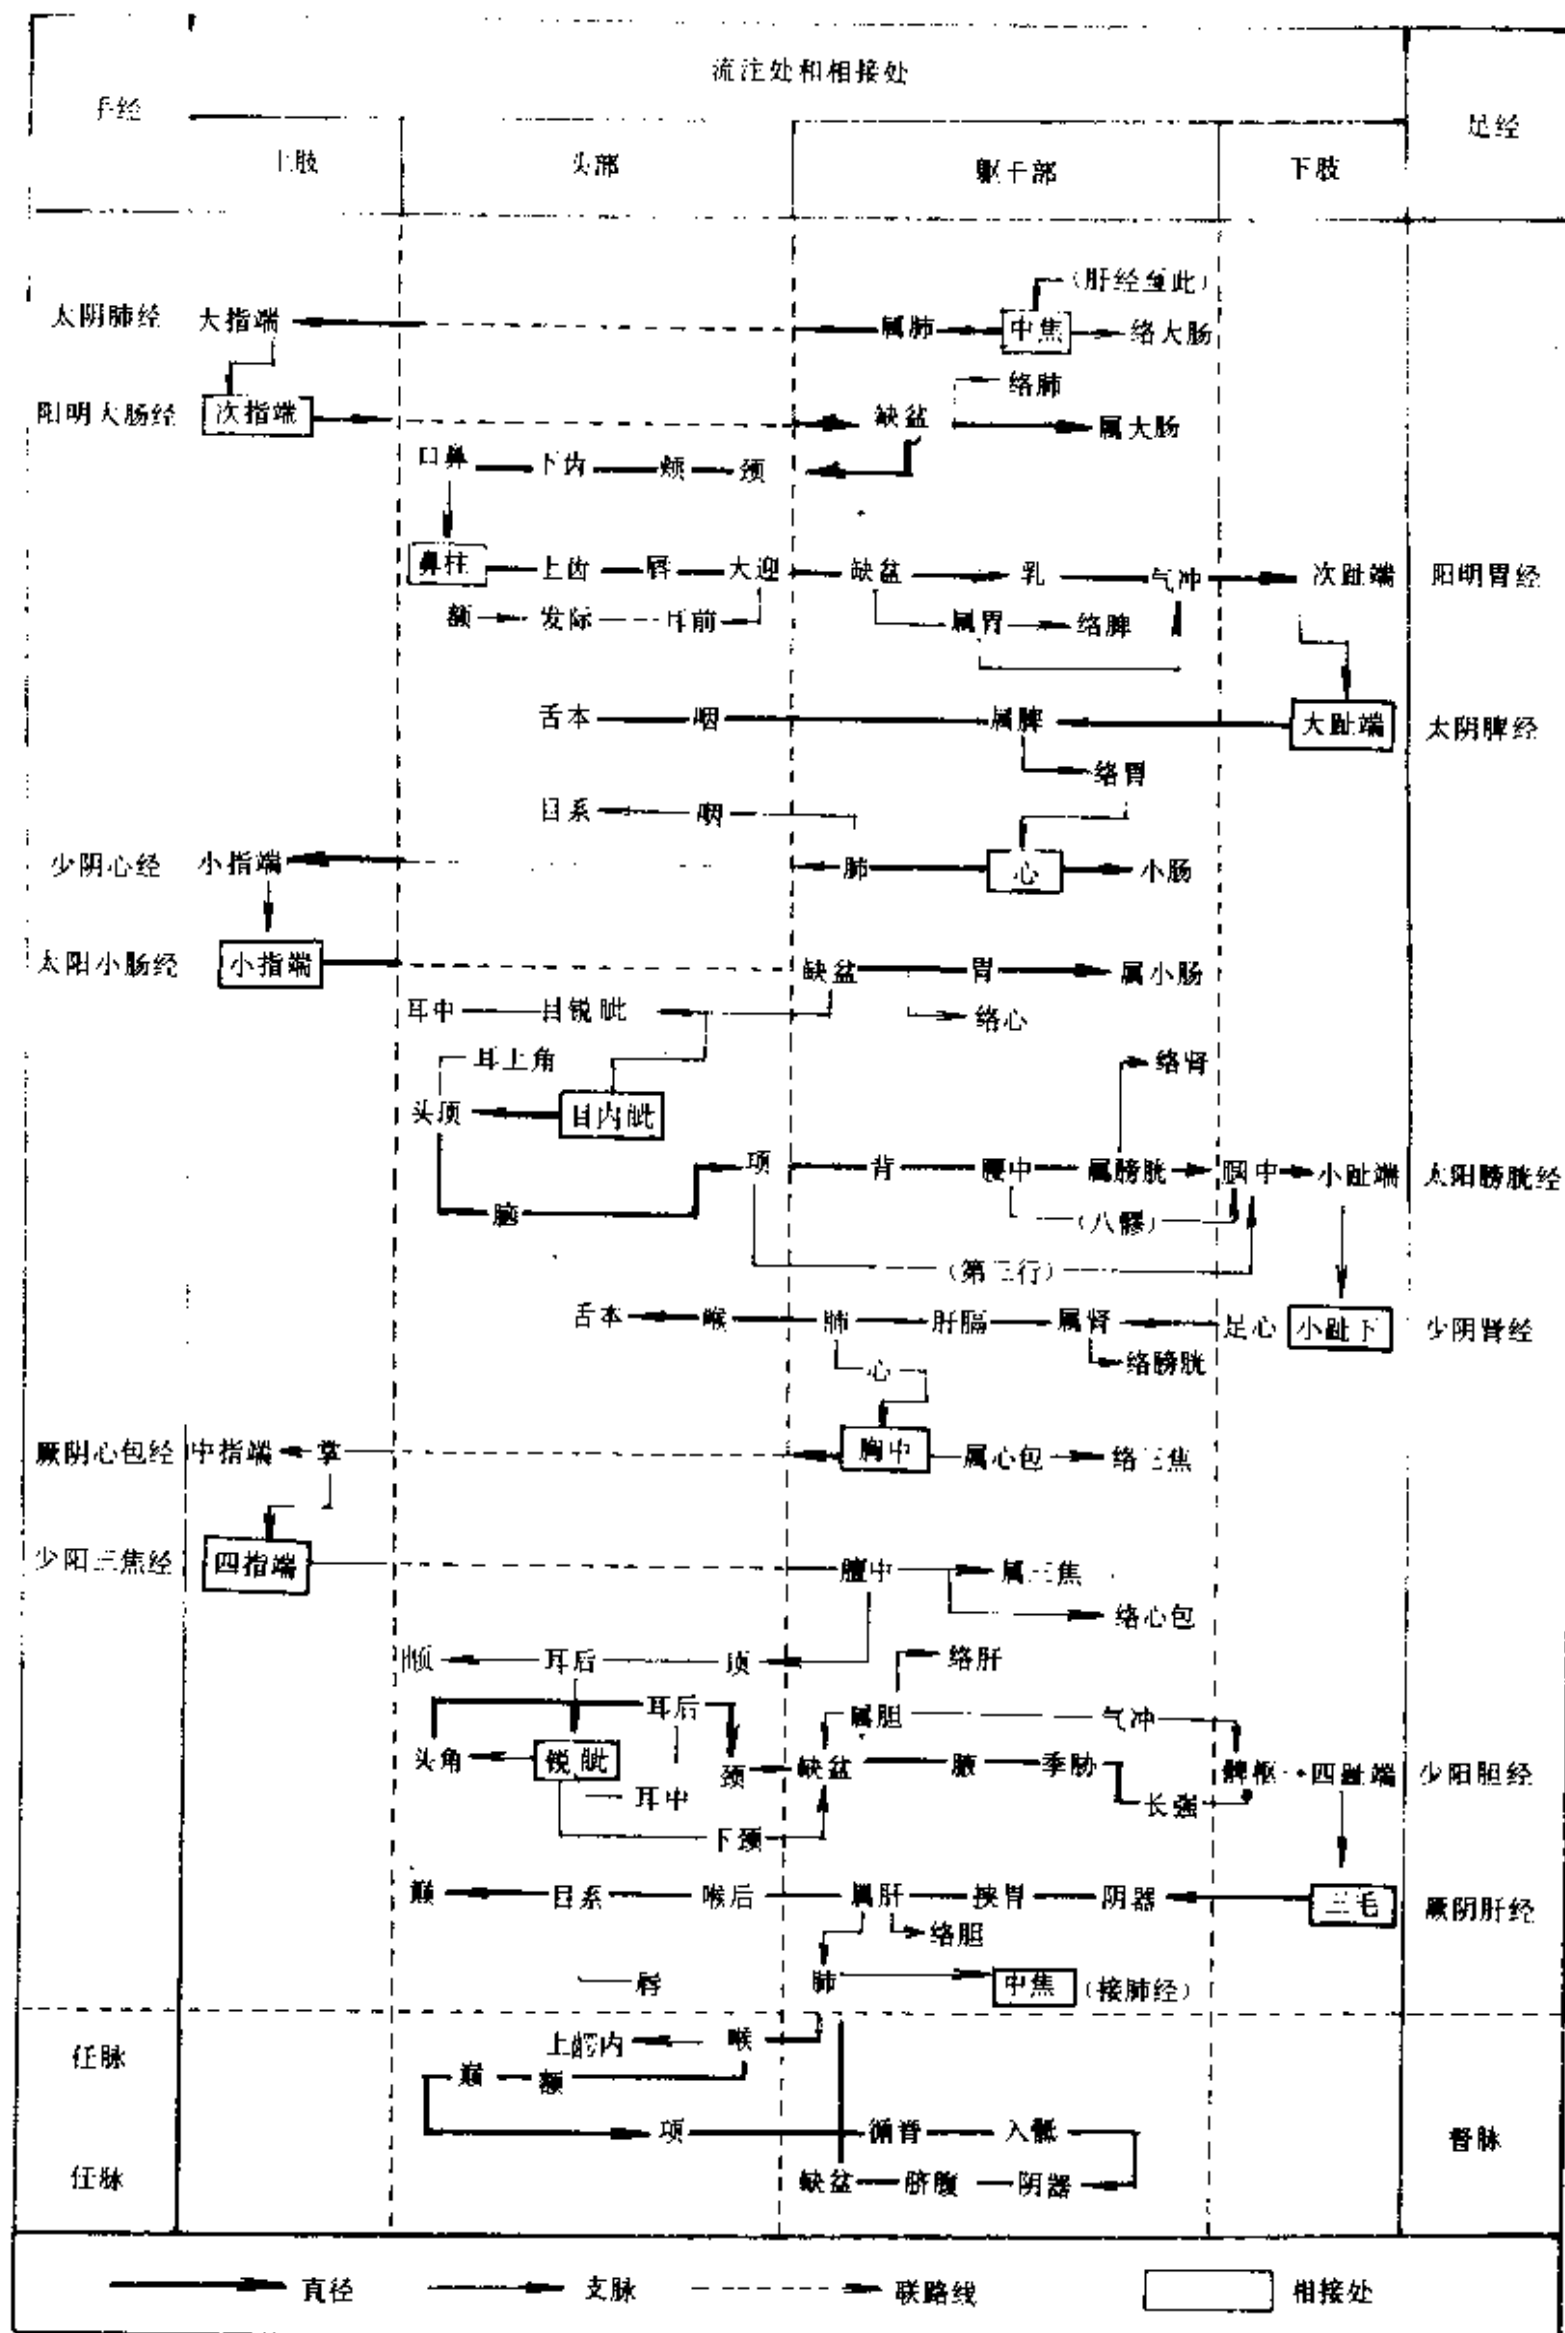 流注处和相接处
手经
足经
上肢 头部 躯干部 下肢
(肝经至此)
太阴肺经 大指端 属肺 中焦 络大肠
络肺
阳明大肠经 次指端 缺盆 属大肠
口鼻 下齿 颊 颈
鼻柱 上齿 唇 大迎 缺盆 乳 气冲 次趾端 阳明胃经
额 发际 耳前 属胃 络脾
舌本 咽 属脾 大趾端 太阴脾经
络胃
目系 咽
少阴心经 小指端 肺 心 小肠
太阳小肠经 小指端 缺盆 胃 属小肠
耳中 目锐眦 络心
耳上角 络肾
头顶 目内眦
项 背 腰中 属膀胱 腘中 小趾端 太阳膀胱经
脑 (八髎)
(第三行)
舌本 喉 肺 肝膈 属肾 足心 小趾下 少阴肾经
心 络膀胱
厥阴心包经 中指端 掌 胸中 属心包 络三焦
少阳三焦经 四指端 膻中 属三焦
络心包
耳后 项 络肝
耳后 属胆 气冲
头角 锐眦 颈 缺盆 腋 季胁 髀枢 四趾端 少阳胆经
耳中 长强
下颈
巅 目系 喉后 属肝 挟胃 阴器 三毛 厥阴肝经
络胆
唇 肺 中焦 (接肺经)
任脉 上腭内 喉
巅 额
项 循脊 入骶 督脉
任脉 缺盆 脐腹 阴器
直径 支脉 联路线 相接处